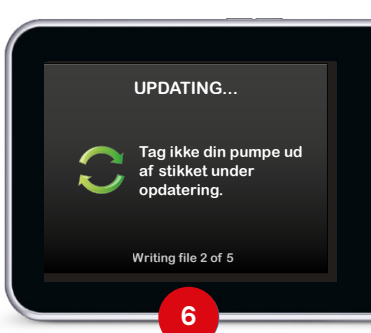 UPDATING...
Tag ikke din pumpe ud
af stikket under
opdatering.
Writing file 2 of 5
6